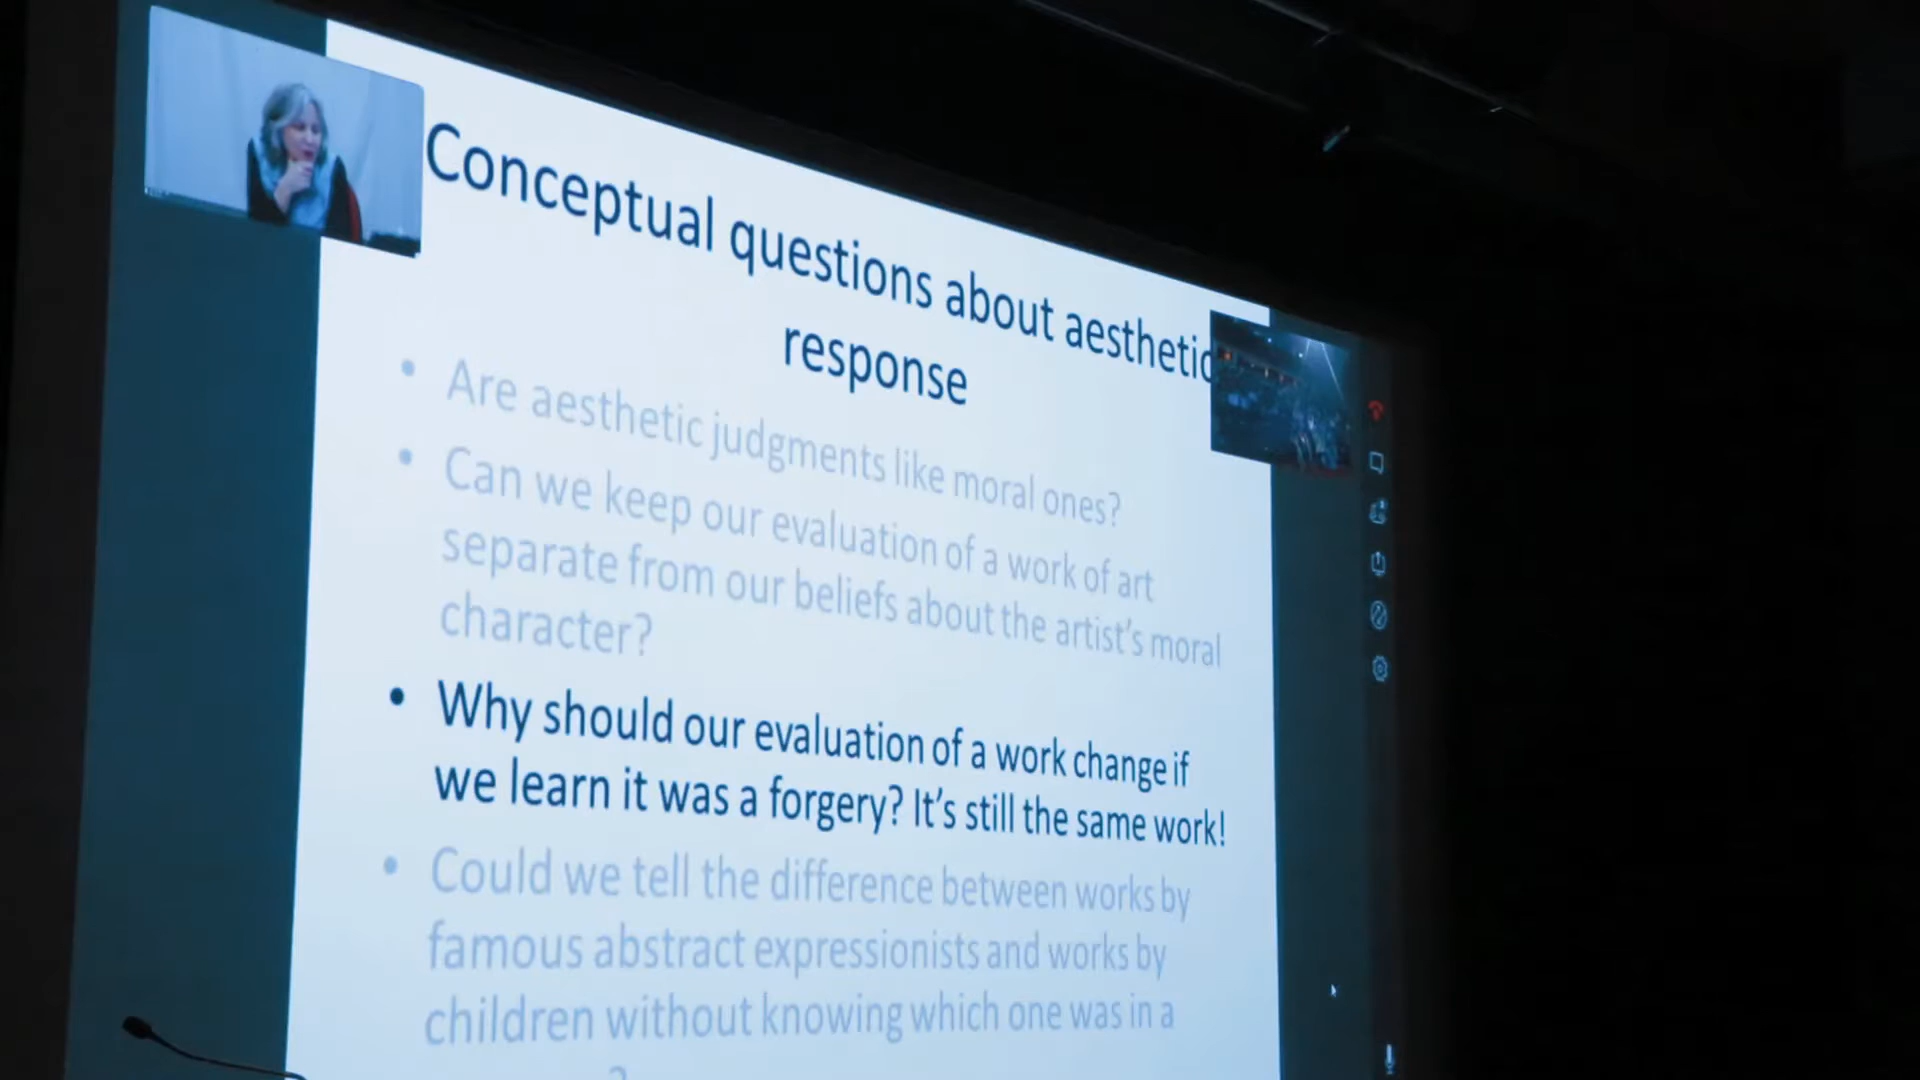 Conceptual questions about aesthetic
response
• Are aesthetic judgments like moral ones?
• Can we keep our evaluation of a work of art
separate from our beliefs about the artist's moral
character?
• Why should our evaluation of a work change if
we learn it was a forgery? It's still the same work!
• Could we tell the difference between works by
famous abstract expressionists and works by
children without knowing which one was in a